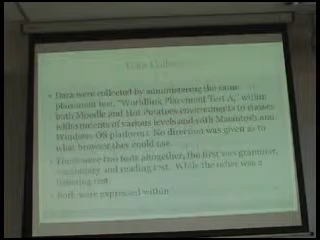 Data Collect
• Data were collected by administering the same
placement test, "Worldlink Placement Test A," within
both Moodle and Hot Potatoes environments to classes
with students of various levels and with Macintosh and
Windows OS platforms. No direction was given as to
what browser they could use.
• There were two tests altogether, the first was grammar,
vocabulary, and reading test. While the other was a
listening test.
• Both were expressed within